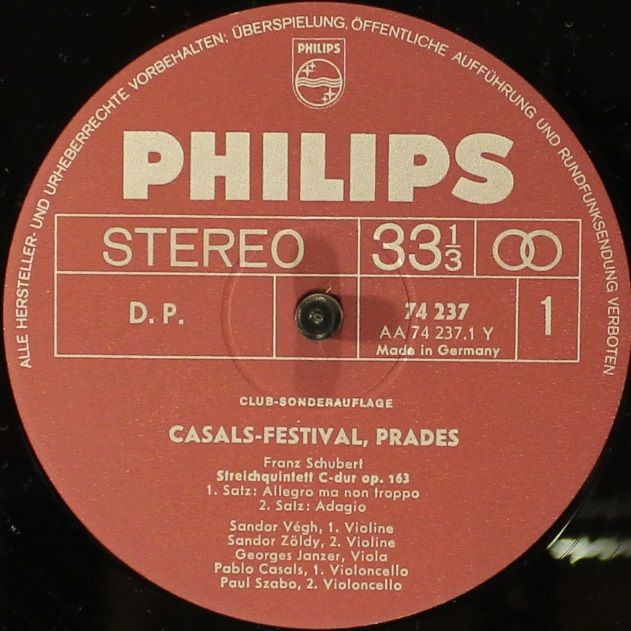 ALLE HERSTELLER- UND URHEBERRECHTE VORBEHALTEN; ÜBERSPIELUNG, ÖFFENTLICHE AUFFÜHRUNG UND RUNDFUNKSENDUNG VERBOTEN.
PHILIPS
PHILIPS
STEREO 33 1/3
D. P. 74 237 1
AA 74 237.1 Y
Made in Germany
CLUB-SONDERAUFLAGE
CASALS-FESTIVAL, PRADES
Franz Schubert
Streichquintett C-dur op. 163
1. Satz: Allegro ma non troppo
2. Satz: Adagio
Sandor Végh, 1. Violine
Sandor Zöldy, 2. Violine
Georges Janzer, Viola
Pablo Casals, 1. Violoncello
Paul Szabo, 2. Violoncello